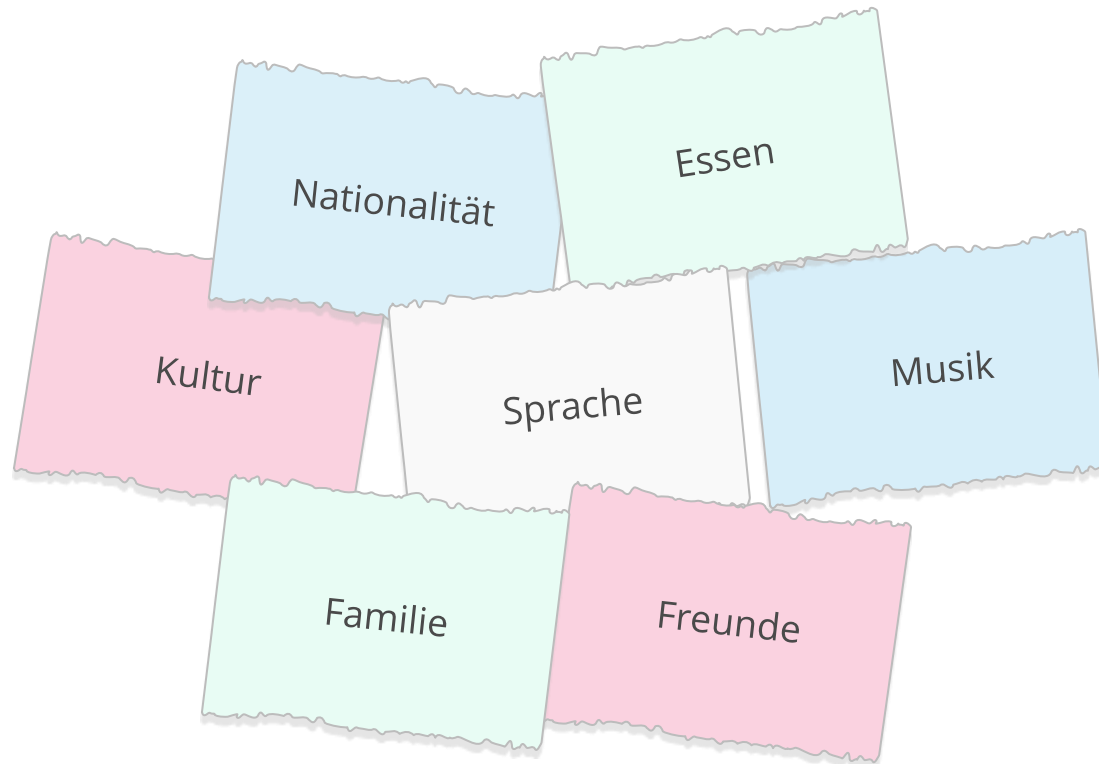 Nationalität
Essen
Kultur
Sprache
Musik
Familie
Freunde